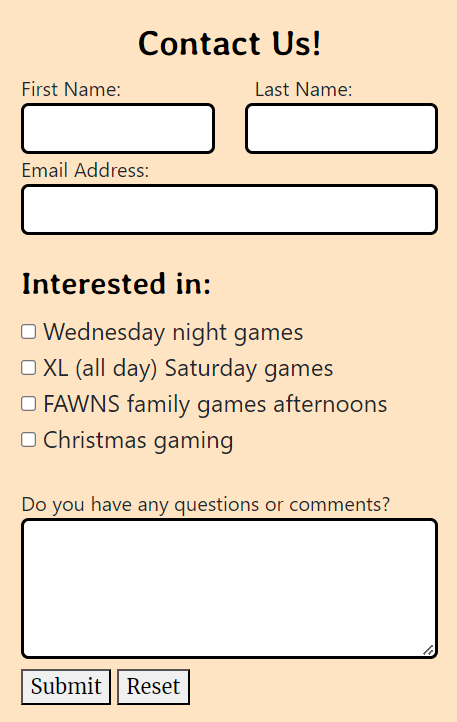 Contact Us!
First Name: Last Name:
Email Address:
Interested in:
Wednesday night games
XL (all day) Saturday games
FAWNS family games afternoons
Christmas gaming
Do you have any questions or comments?
Submit Reset